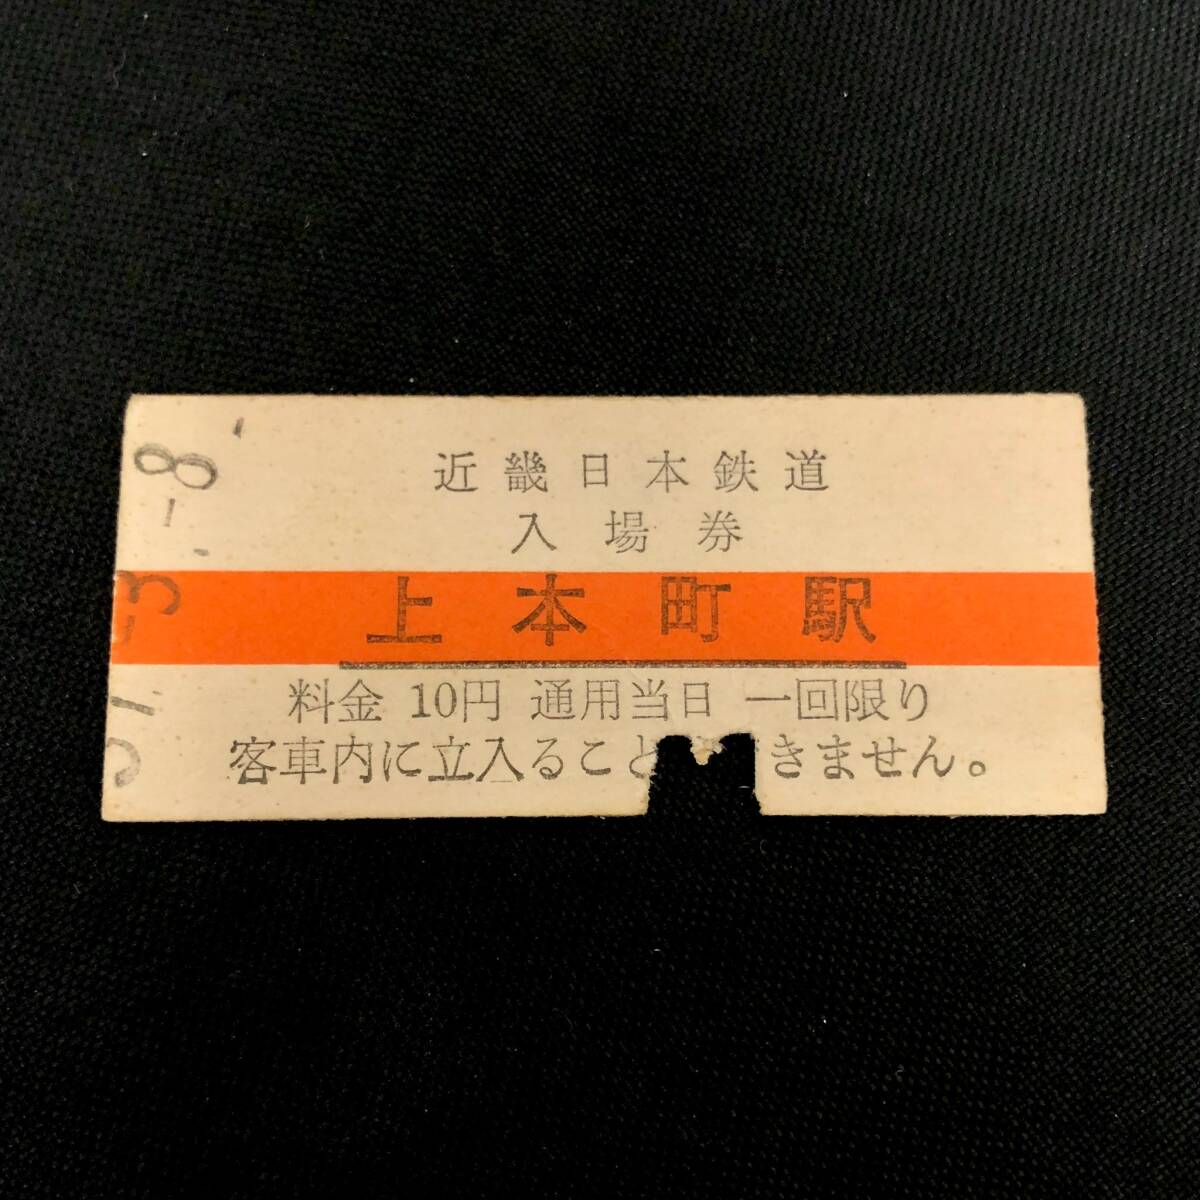 近畿日本鉄道
入場券
上本町駅
料金 10円 通用当日 一回限り
客車内に立入ること きません。
-3.-8